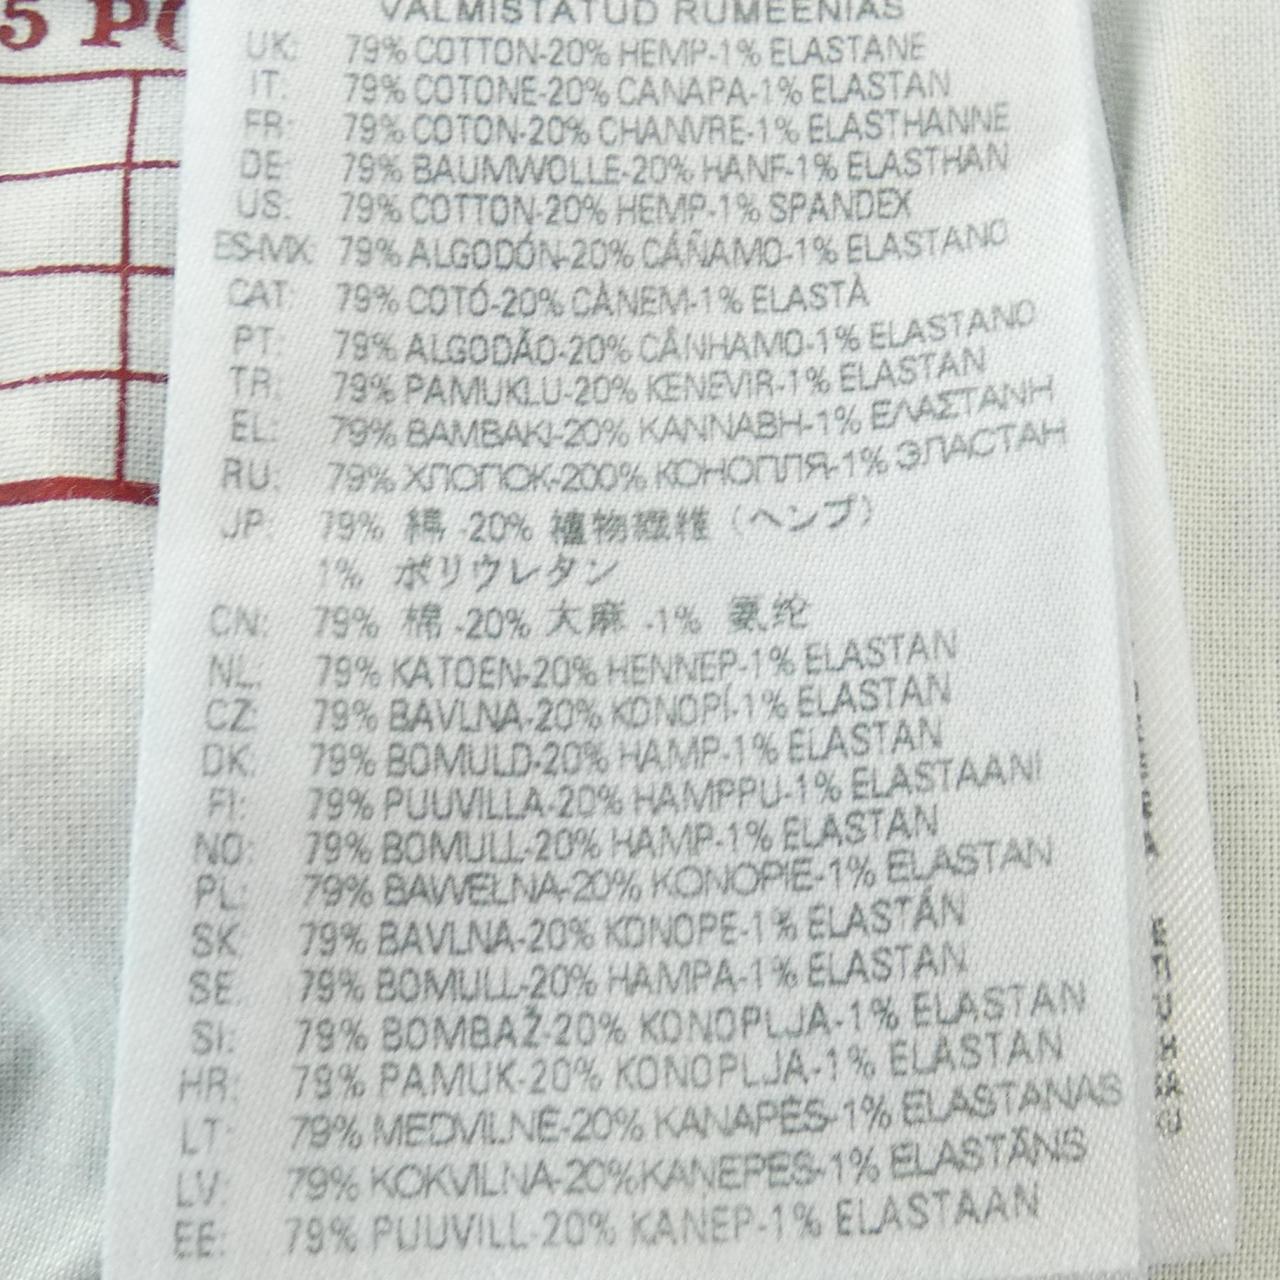 5 PO
VALMISTATUD RUMEENIAS
UK: 79% COTTON-20% HEMP-1% ELASTANE
IT: 79% COTONE-20% CANAPA-1% ELASTAN
FR: 79% COTON-20% CHANVRE-1% ELASTHANNE
DE: 79% BAUMWOLLE-20% HANF-1% ELASTHAN
US: 79% COTTON-20% HEMP-1% SPANDEX
ES-MX: 79% ALGODÓN-20% CÁÑAMO-1% ELASTANO
CAT: 79% COTÓ-20% CÀNEM-1% ELASTÀ
PT: 79% ALGODÃO-20% CÂNHAMO-1% ELASTANO
TR: 79% PAMUKLU-20% KENEVIR-1% ELASTAN
EL: 79% BAMBAKI-20% KANNABH-1% ΕΛΑΣΤΑΝΗ
RU: 79% ХЛОПОК-200% КОНОПЛЯ-1% ЭЛАСТАН
JP: 79% 綿 -20% 植物繊維（ヘンプ）
1% ポリウレタン
CN: 79% 棉 -20% 大麻 -1% 氨纶
NL: 79% KATOEN-20% HENNEP-1% ELASTAN
CZ: 79% BAVLNA-20% KONOPÍ-1% ELASTAN
DK: 79% BOMULD-20% HAMP-1% ELASTAN
FI: 79% PUUVILLA-20% HAMPPU-1% ELASTAANI
NO: 79% BOMULL-20% HAMP-1% ELASTAN
PL: 79% BAWEŁNA-20% KONOPIE-1% ELASTAN
SK: 79% BAVLNA-20% KONOPE-1% ELASTÁN
SE: 79% BOMULL-20% HAMPA-1% ELASTAN
SI: 79% BOMBAŽ-20% KONOPLJA-1% ELASTAN
HR: 79% PAMUK-20% KONOPLJA-1% ELASTAN
LT: 79% MEDVILNĖ-20% KANAPĖS-1% ELASTANAS
LV: 79% KOKVILNA-20%KAŅEPES-1% ELASTĀNS
EE: 79% PUUVILL-20% KANEP-1% ELASTAAN